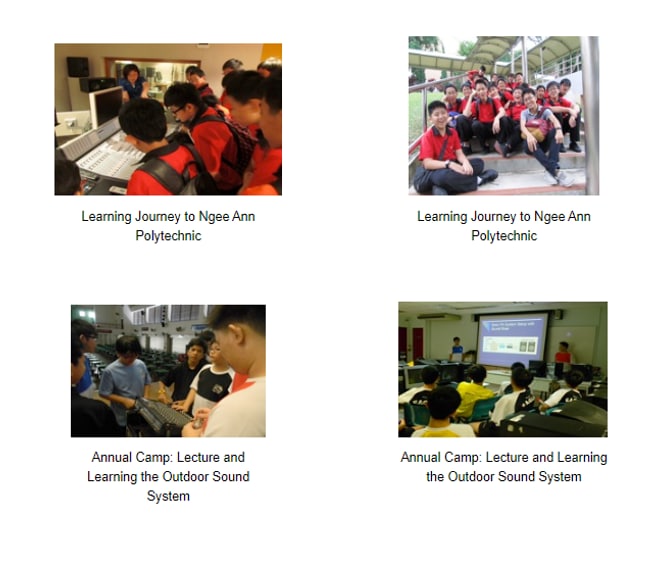 Learning Journey to Ngee Ann
Polytechnic
Learning Journey to Ngee Ann
Polytechnic
Annual Camp: Lecture and
Learning the Outdoor Sound
System
Annual Camp: Lecture and Learning
the Outdoor Sound System